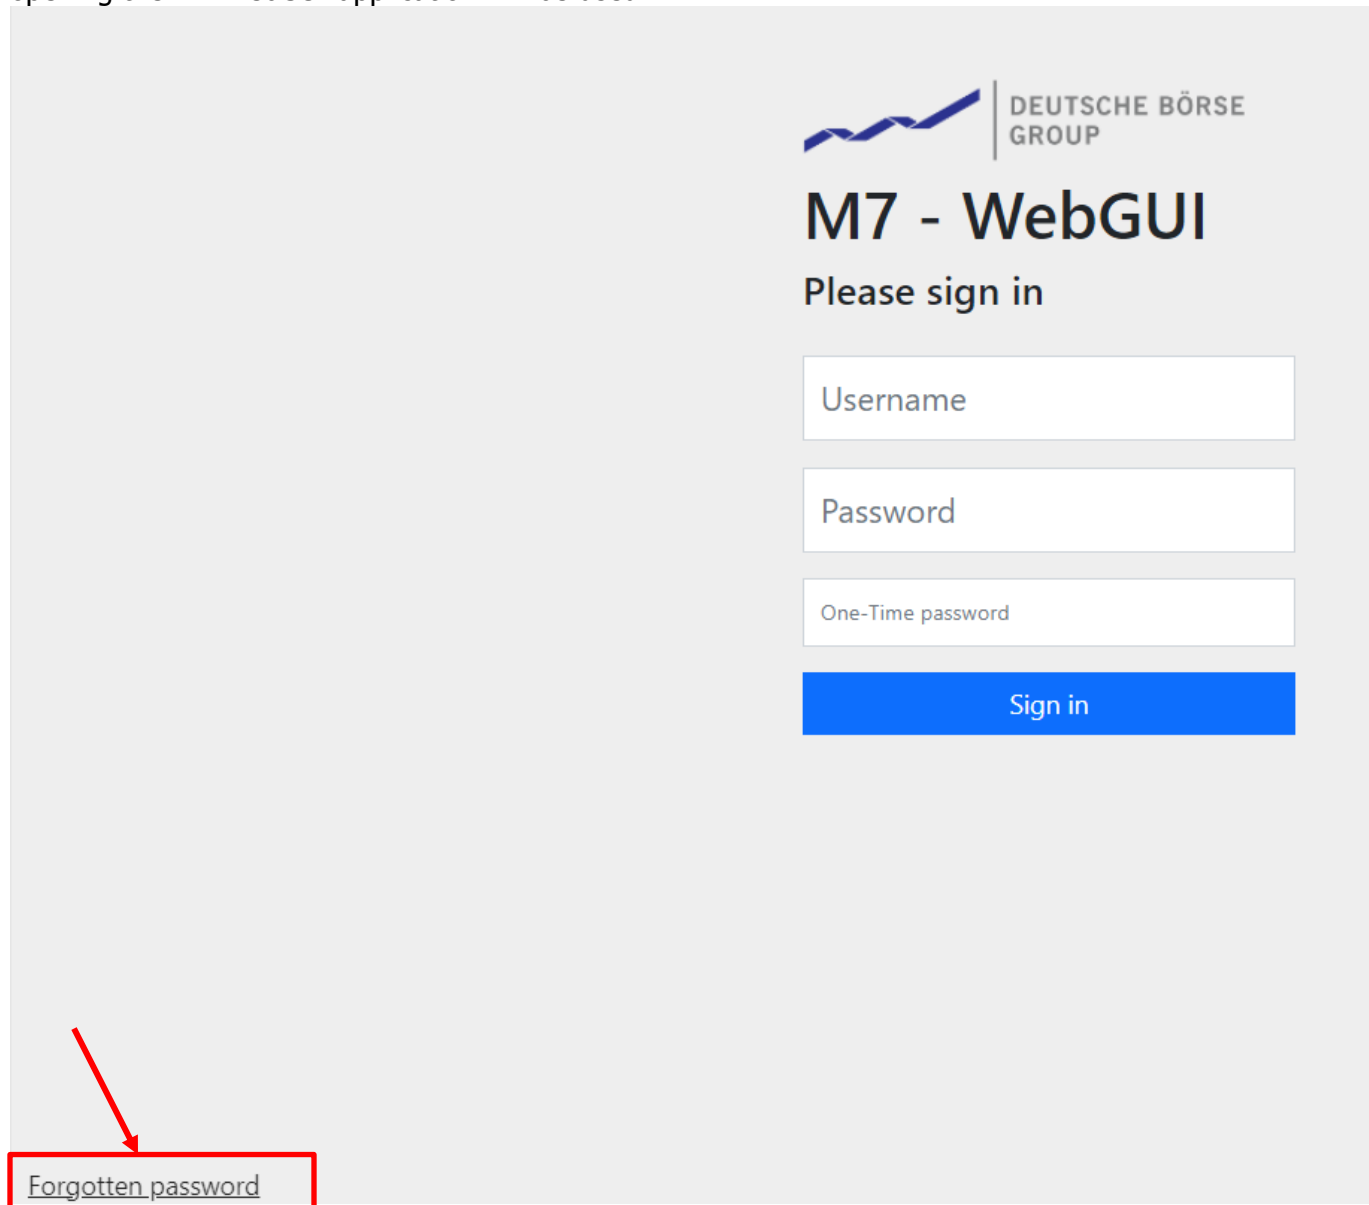 DEUTSCHE BÖRSE
GROUP
M7 - WebGUI
Please sign in
Username
Password
One-Time password
Sign in
Forgotten password